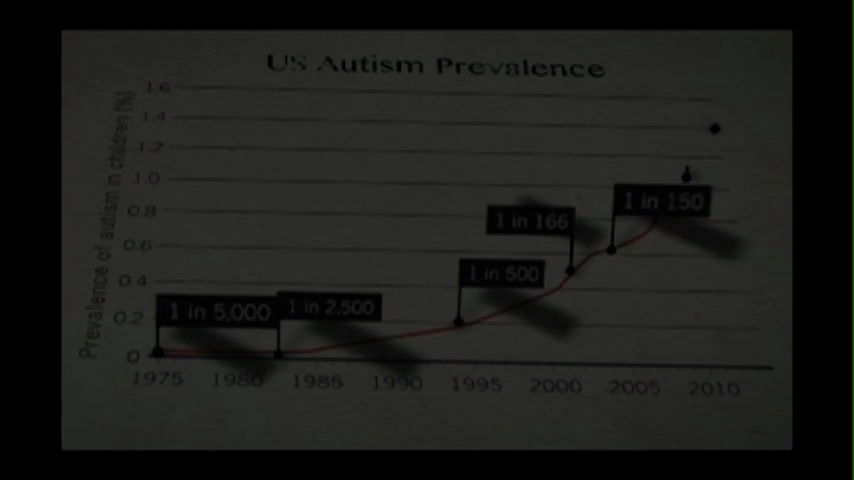 US Autism Prevalence
Prevalence of autism in children (%)
1.6
1.4
1.2
1.0
0.8
0.6
0.4
0.2
0
1 in 5,000
1 in 2,500
1 in 500
1 in 166
1 in 150
1975 1980 1985 1990 1995 2000 2005 2010